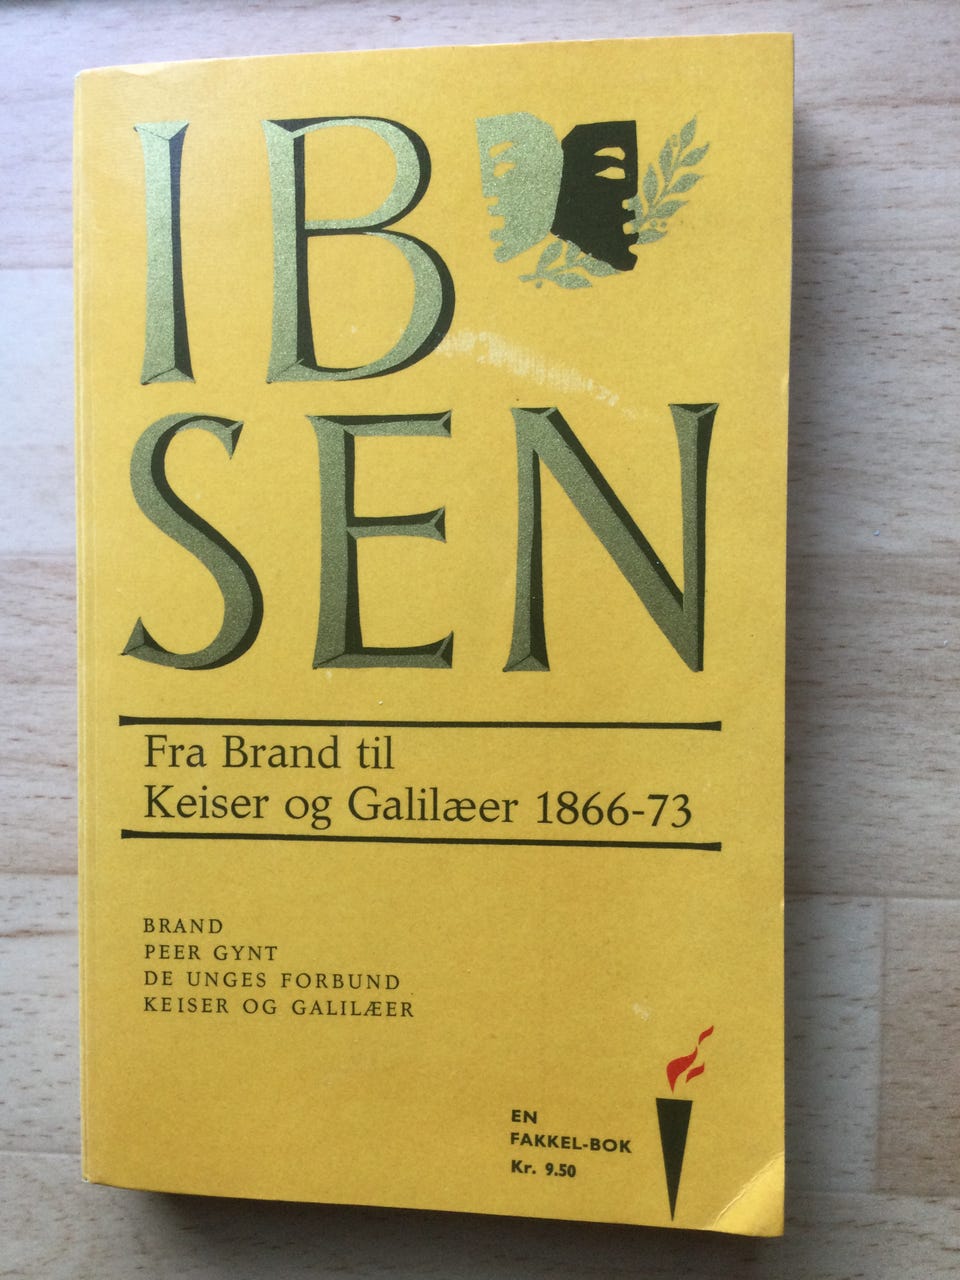 IB
SEN
Fra Brand til
Keiser og Galilæer 1866-73
BRAND
PEER GYNT
DE UNGES FORBUND
KEISER OG GALILÆER
EN
FAKKEL-BOK
Kr. 9.50